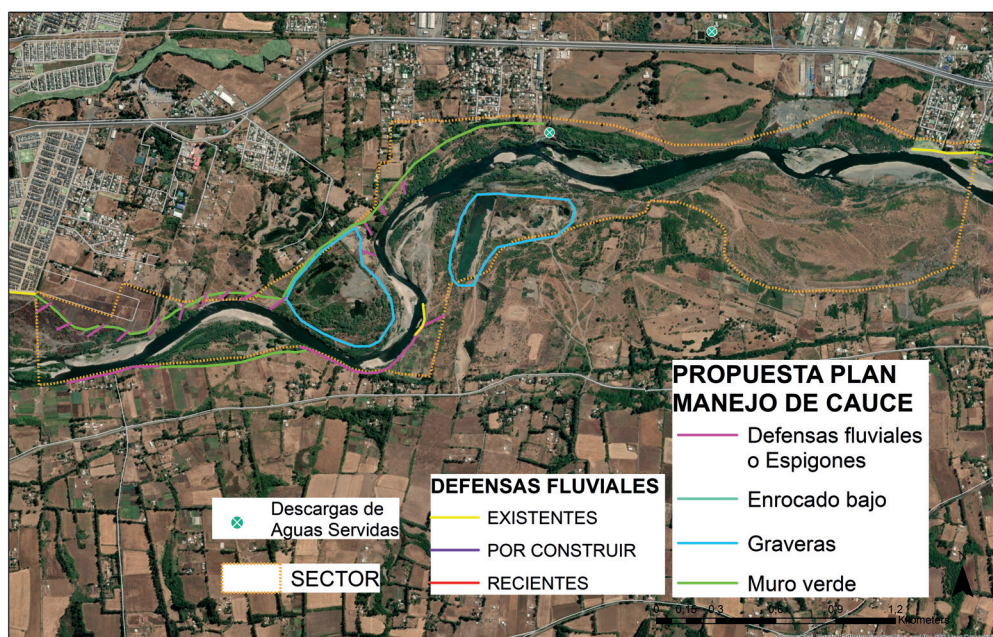 PROPUESTA PLAN
MANEJO DE CAUCE
Defensas fluviales
o Espigones
Enrocado bajo
Graveras
Muro verde
DEFENSAS FLUVIALES
EXISTENTES
POR CONSTRUIR
RECIENTES
Descargas de
Aguas Servidas
SECTOR
0 0.15 0.3 0.6 0.9 1.2
Kilometers